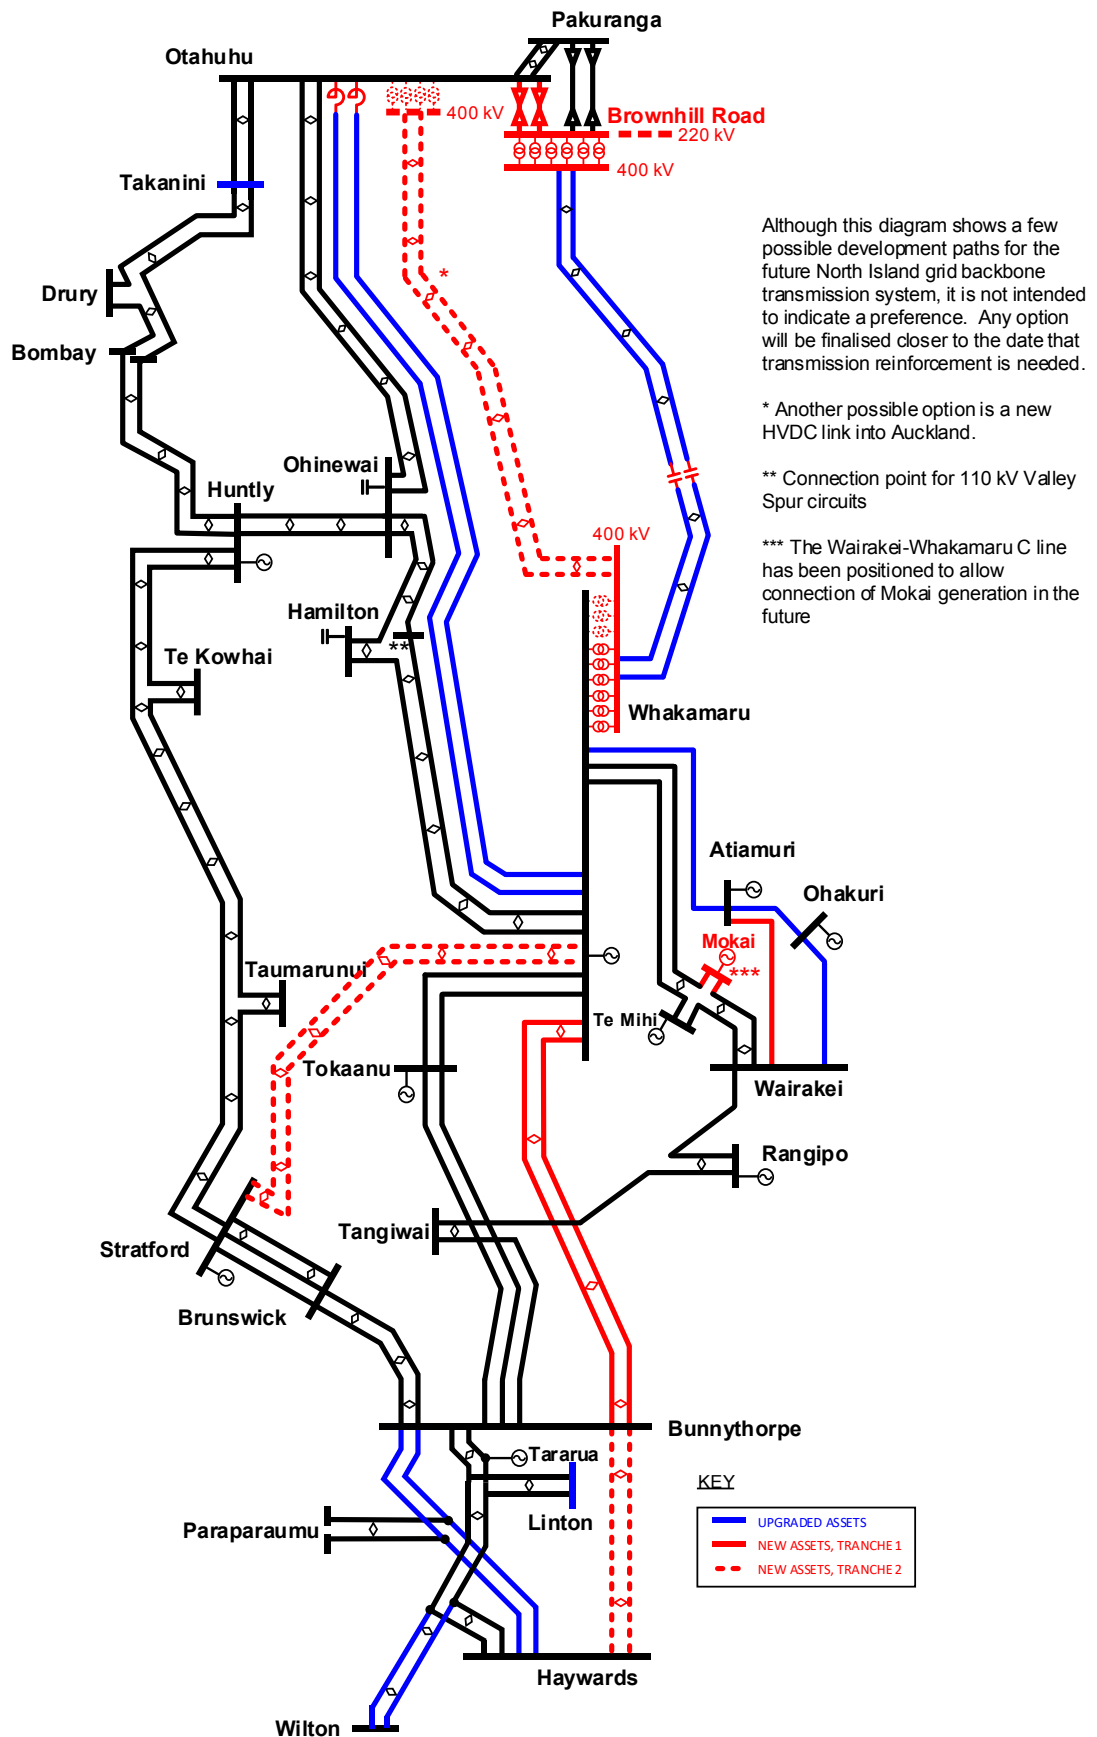 Pakuranga
Otahuhu
400 kV
Brownhill Road
220 kV
400 kV
Takanini
Although this diagram shows a few
possible development paths for the
future North Island grid backbone
transmission system, it is not intended
to indicate a preference. Any option
will be finalised closer to the date that
transmission reinforcement is needed.
* Another possible option is a new
HVDC link into Auckland.
** Connection point for 110 kV Valley
Spur circuits
*** The Wairakei-Whakamaru C line
has been positioned to allow
connection of Mokai generation in the
future
*
Drury
Bombay
Ohinewai
Huntly
400 kV
Hamilton
**
Te Kowhai
Whakamaru
Atiamuri
Ohakuri
Mokai
***
Taumarunui
Te Mihi
Tokaanu
Wairakei
Rangipo
Tangiwai
Stratford
Brunswick
Bunnythorpe
Tararua
Linton
Paraparaumu
KEY
UPGRADED ASSETS
NEW ASSETS, TRANCHE 1
NEW ASSETS, TRANCHE 2
Haywards
Wilton